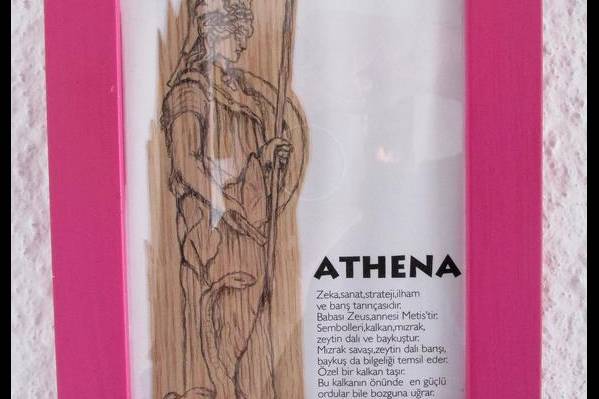 ATHENA
Zeka,sanat,strateji,ilham
ve barış tanrıçasıdır.
Babası Zeus,annesi Metis'tir.
Sembolleri,kalkan,mızrak,
zeytin dalı ve baykuştur.
Mızrak savaşı,zeytin dalı barışı,
baykuş da bilgeliği temsil eder.
Özel bir kalkan taşır.
Bu kalkanın önünde en güçlü
ordular bile bozguna uğrar.